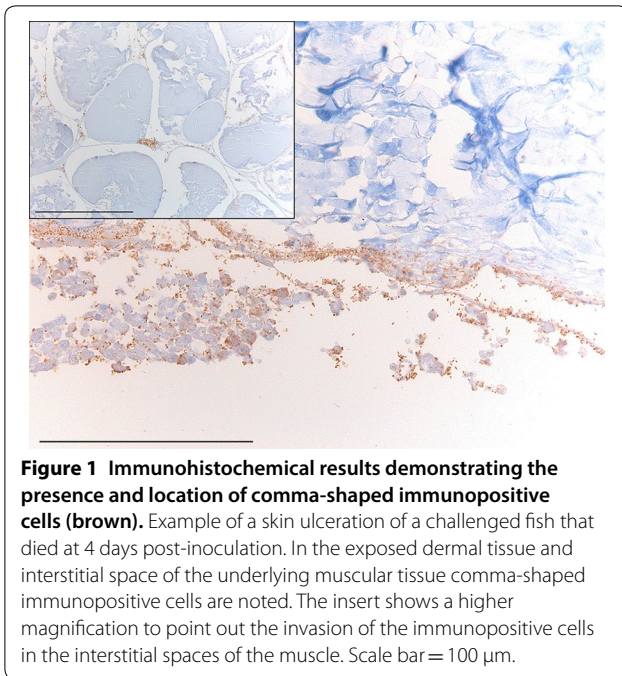 Figure 1 Immunohistochemical results demonstrating the
presence and location of comma-shaped immunopositive
cells (brown). Example of a skin ulceration of a challenged fish that
died at 4 days post-inoculation. In the exposed dermal tissue and
interstitial space of the underlying muscular tissue comma-shaped
immunopositive cells are noted. The insert shows a higher
magnification to point out the invasion of the immunopositive cells
in the interstitial spaces of the muscle. Scale bar = 100 μm.